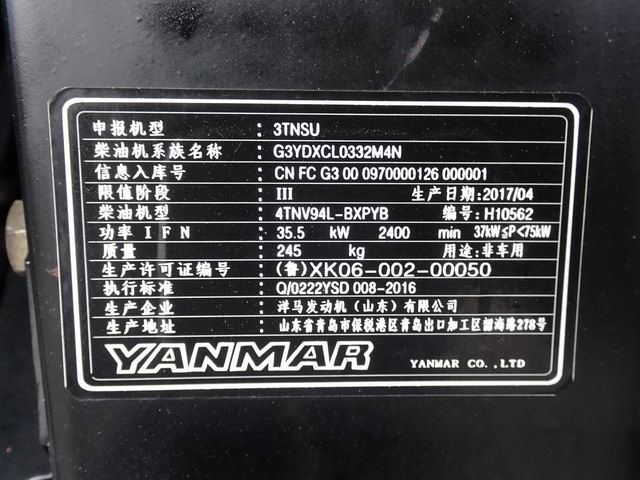 申报机型 : 3TNSU
柴油机系族名称 : G3YDXCL0332M4N
信息入库号 : CN FC G3 00 0970000126 000001
限值阶段 : III 生产日期:2017/04
柴油机型 : 4TNV94L-BXPYB 编号: H10562
功率IFN : 35.5 kW 2400 min 37kW≤P<75kW
质量 : 245 kg 用途: 非车用
生产许可证编号 : (鲁)XK06-002-00050
执行标准 : Q/0222YSD 008-2016
生产企业 : 洋马发动机(山东)有限公司
生产地址 : 山东省青岛市保税港区青岛出口加工区 海路278号
YANMAR YANMAR CO.,LTD